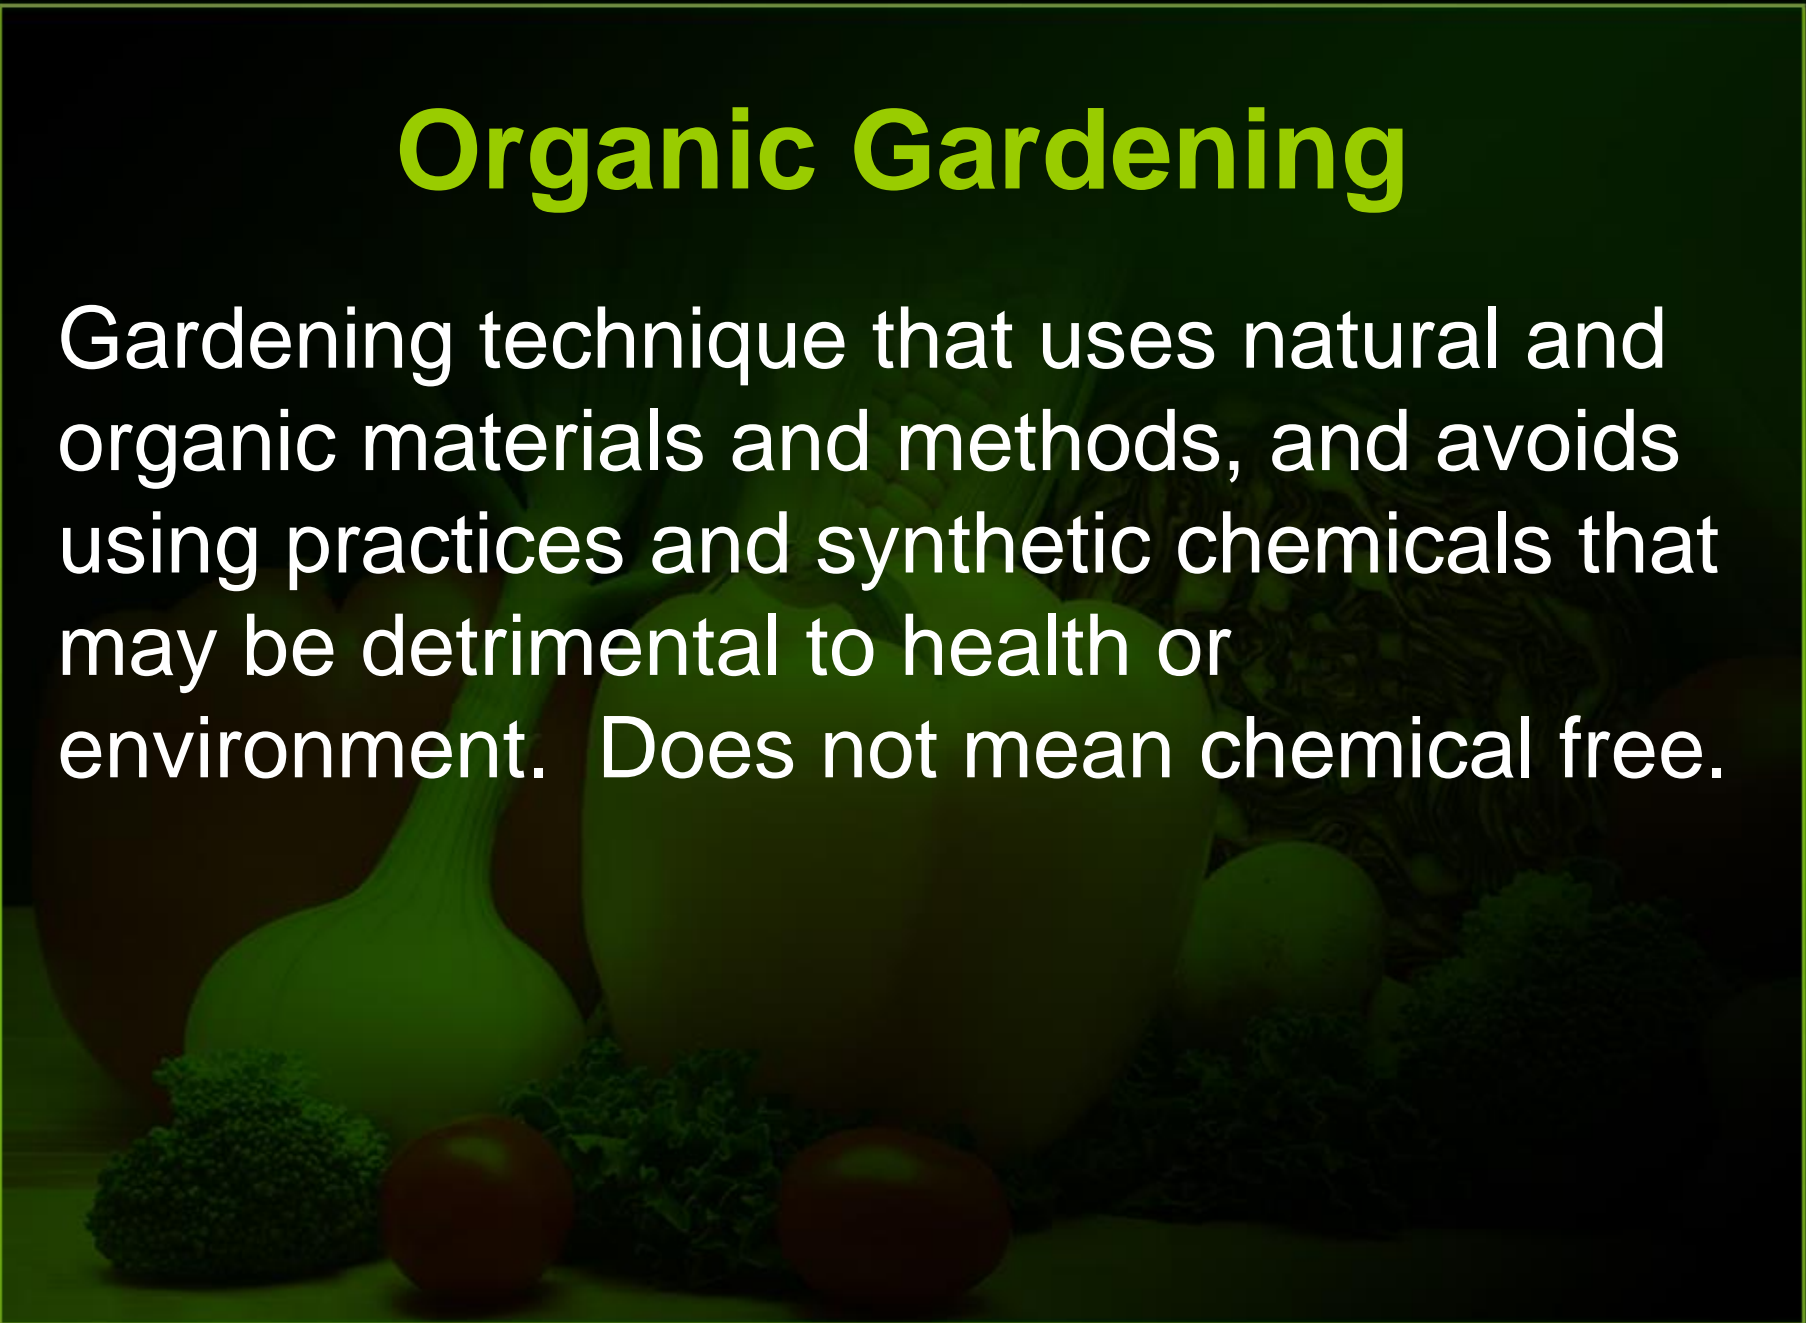 Organic Gardening
Gardening technique that uses natural and
organic materials and methods, and avoids
using practices and synthetic chemicals that
may be detrimental to health or
environment.  Does not mean chemical free.